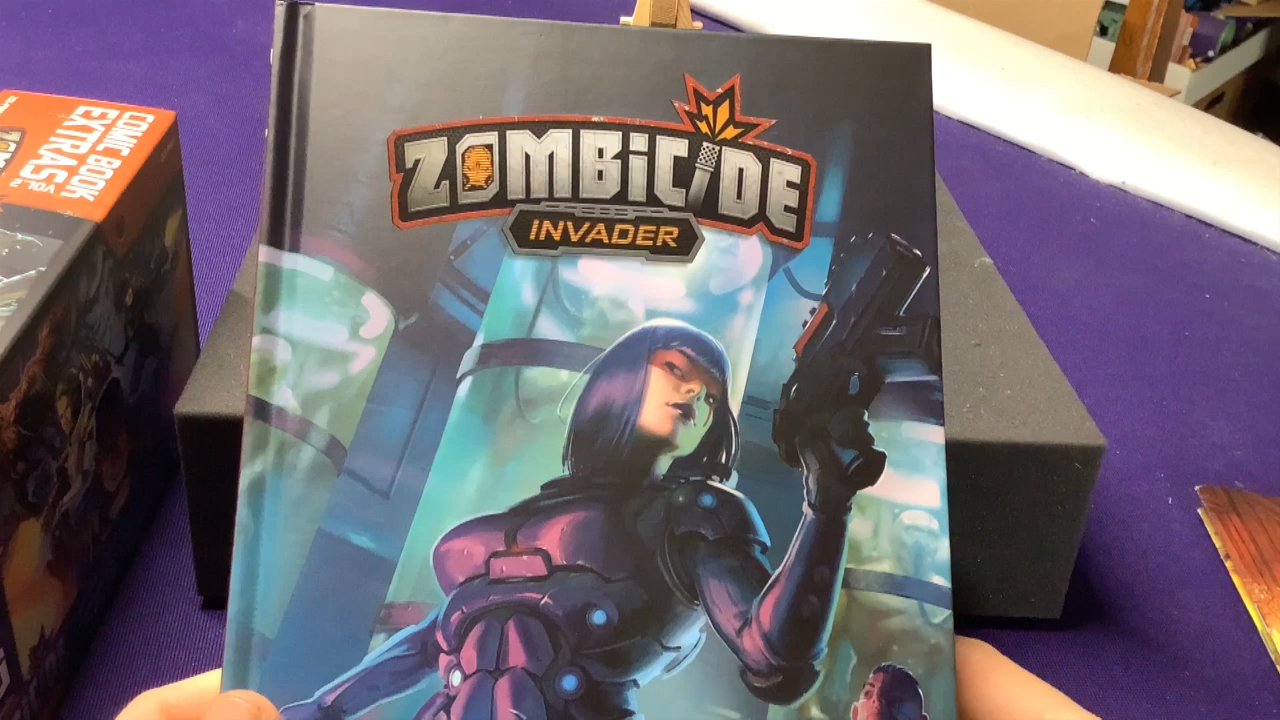 ZOMBICIDE
INVADER
COMIC BOOK
EXTRAS
VOL. 2